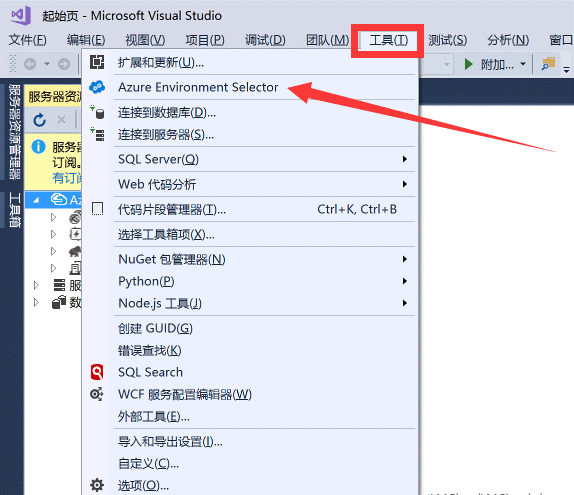 起始页 - Microsoft Visual Studio
文件(F) 编辑(E) 视图(V) 项目(P) 调试(D) 团队(M) 工具(T) 测试(S) 分析(N) 窗口
附加...
服务器资源管理器
工具箱
服务器资
服务器
订阅。
有订阅
Az
服
数
扩展和更新(U)...
Azure Environment Selector
连接到数据库(D)...
连接到服务器(S)...
SQL Server(Q)
Web 代码分析
代码片段管理器(T)... Ctrl+K, Ctrl+B
选择工具箱项(X)...
NuGet 包管理器(N)
Python(P)
Node.js 工具(J)
创建 GUID(G)
错误查找(K)
SQL Search
WCF 服务配置编辑器(W)
外部工具(E)...
导入和导出设置(I)...
自定义(C)...
选项(O)...